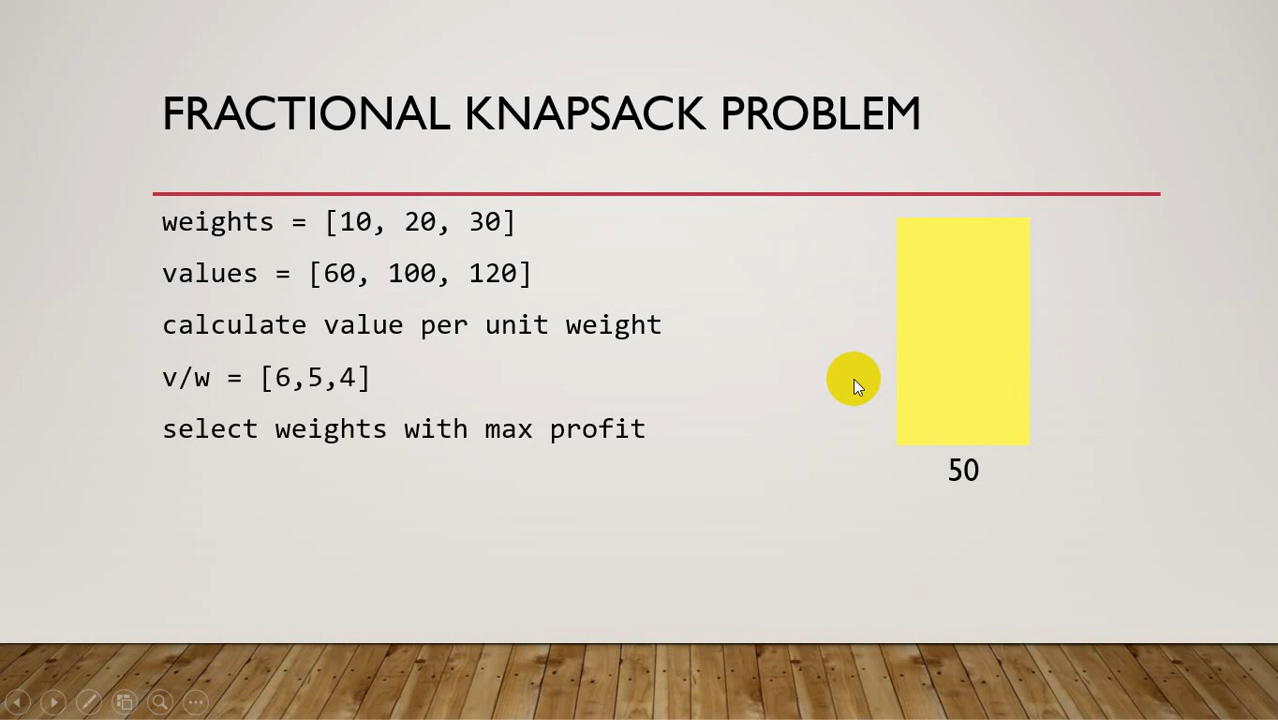 FRACTIONAL KNAPSACK PROBLEM
weights = [10, 20, 30]
values = [60, 100, 120]
calculate value per unit weight
v/w = [6,5,4]
select weights with max profit
50